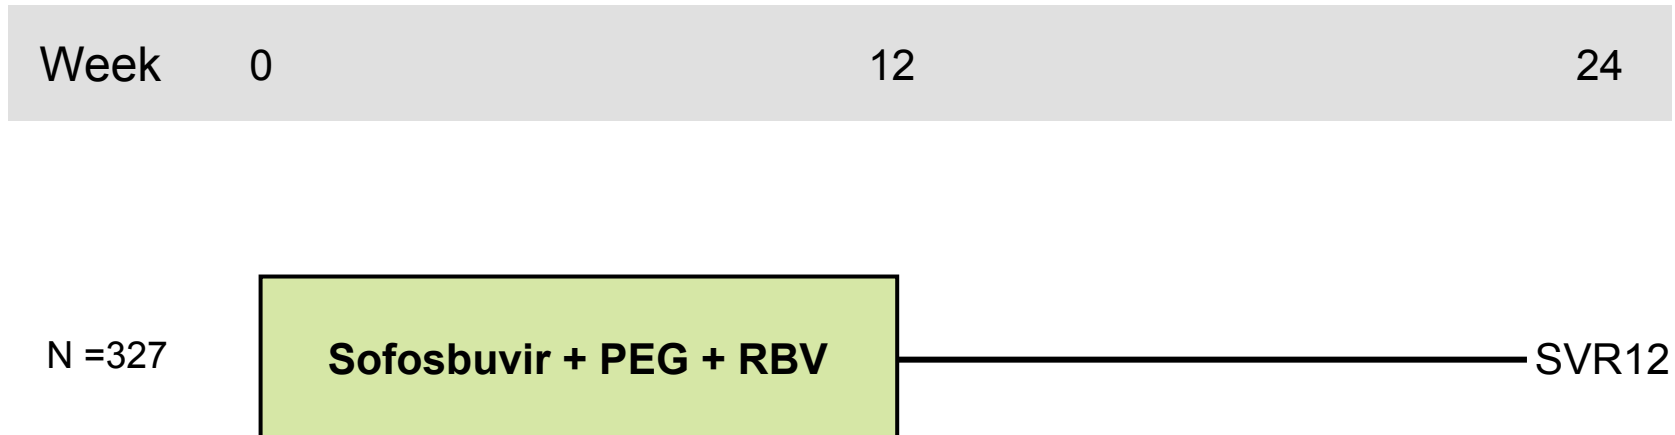 Week 0 12 24
N =327 Sofosbuvir + PEG + RBV SVR12